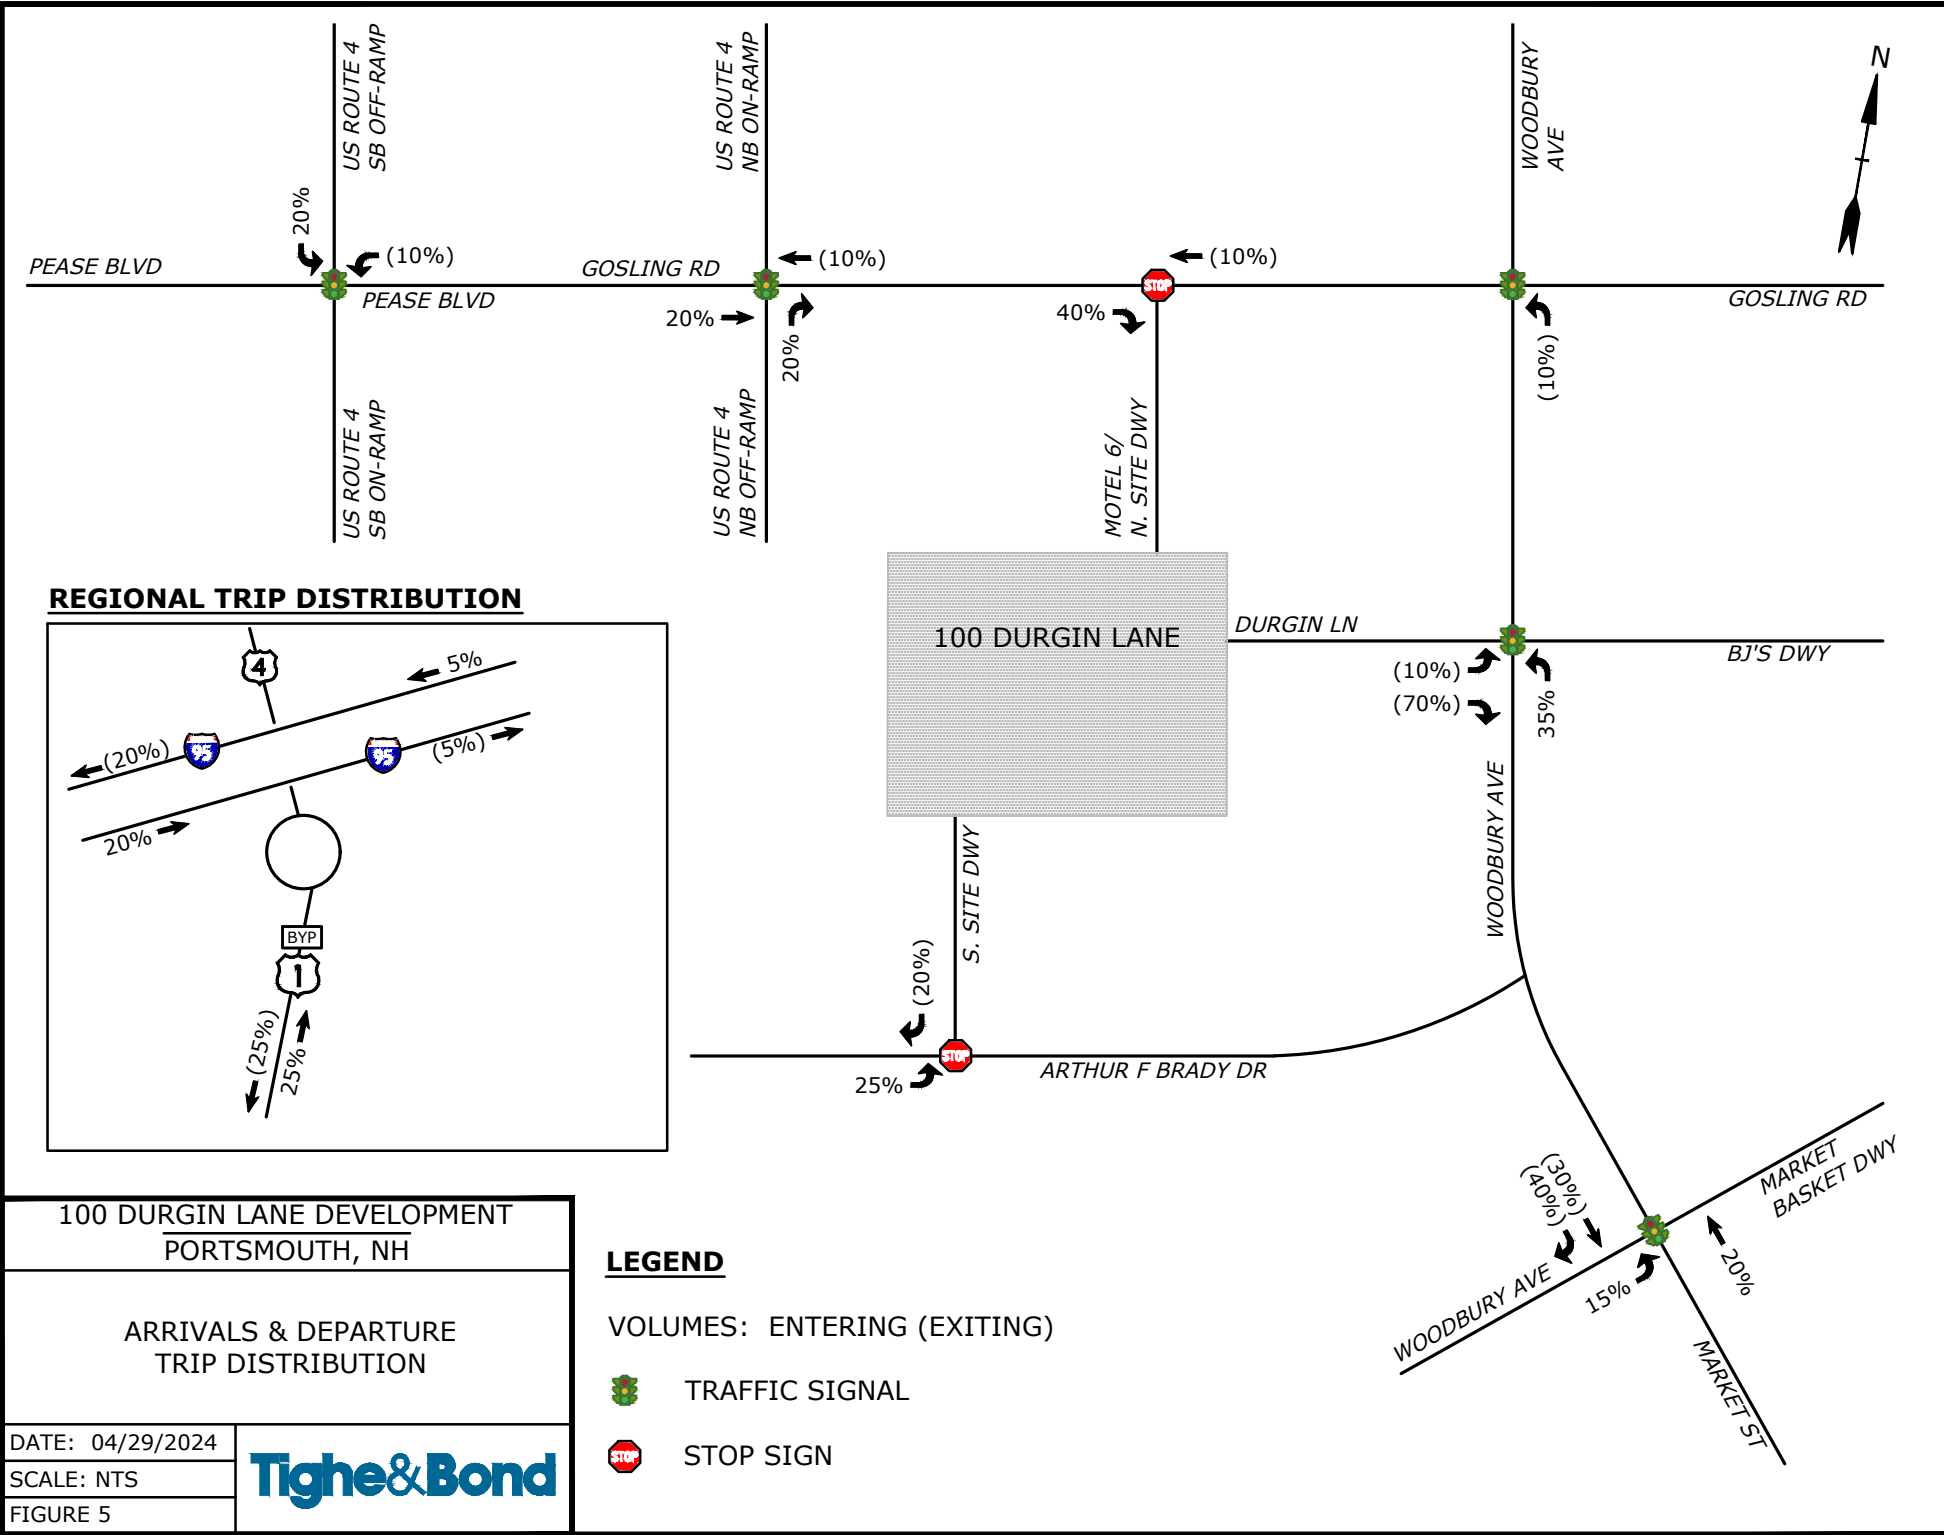 US ROUTE 4
SB OFF-RAMP
US ROUTE 4
NB ON-RAMP
WOODBURY
AVE
N
20%
(10%)
(10%)
(10%)
PEASE BLVD
GOSLING RD
PEASE BLVD
GOSLING RD
20%
20%
40%
STOP
(10%)
US ROUTE 4
SB ON-RAMP
US ROUTE 4
NB OFF-RAMP
MOTEL 6/
N. SITE DWY
REGIONAL TRIP DISTRIBUTION
4
5%
(20%)
95
95
(5%)
20%
BYP
1
(25%)
25%
100 DURGIN LANE
DURGIN LN
BJ'S DWY
(10%)
(70%)
35%
WOODBURY AVE
S. SITE DWY
(20%)
STOP
25%
ARTHUR F BRADY DR
(30%)
(40%)
MARKET
BASKET DWY
WOODBURY AVE
15%
20%
MARKET ST
100 DURGIN LANE DEVELOPMENT
PORTSMOUTH, NH
ARRIVALS & DEPARTURE
TRIP DISTRIBUTION
DATE: 04/29/2024
SCALE: NTS
FIGURE 5
Tighe&Bond
LEGEND
VOLUMES: ENTERING (EXITING)
TRAFFIC SIGNAL
STOP
STOP SIGN